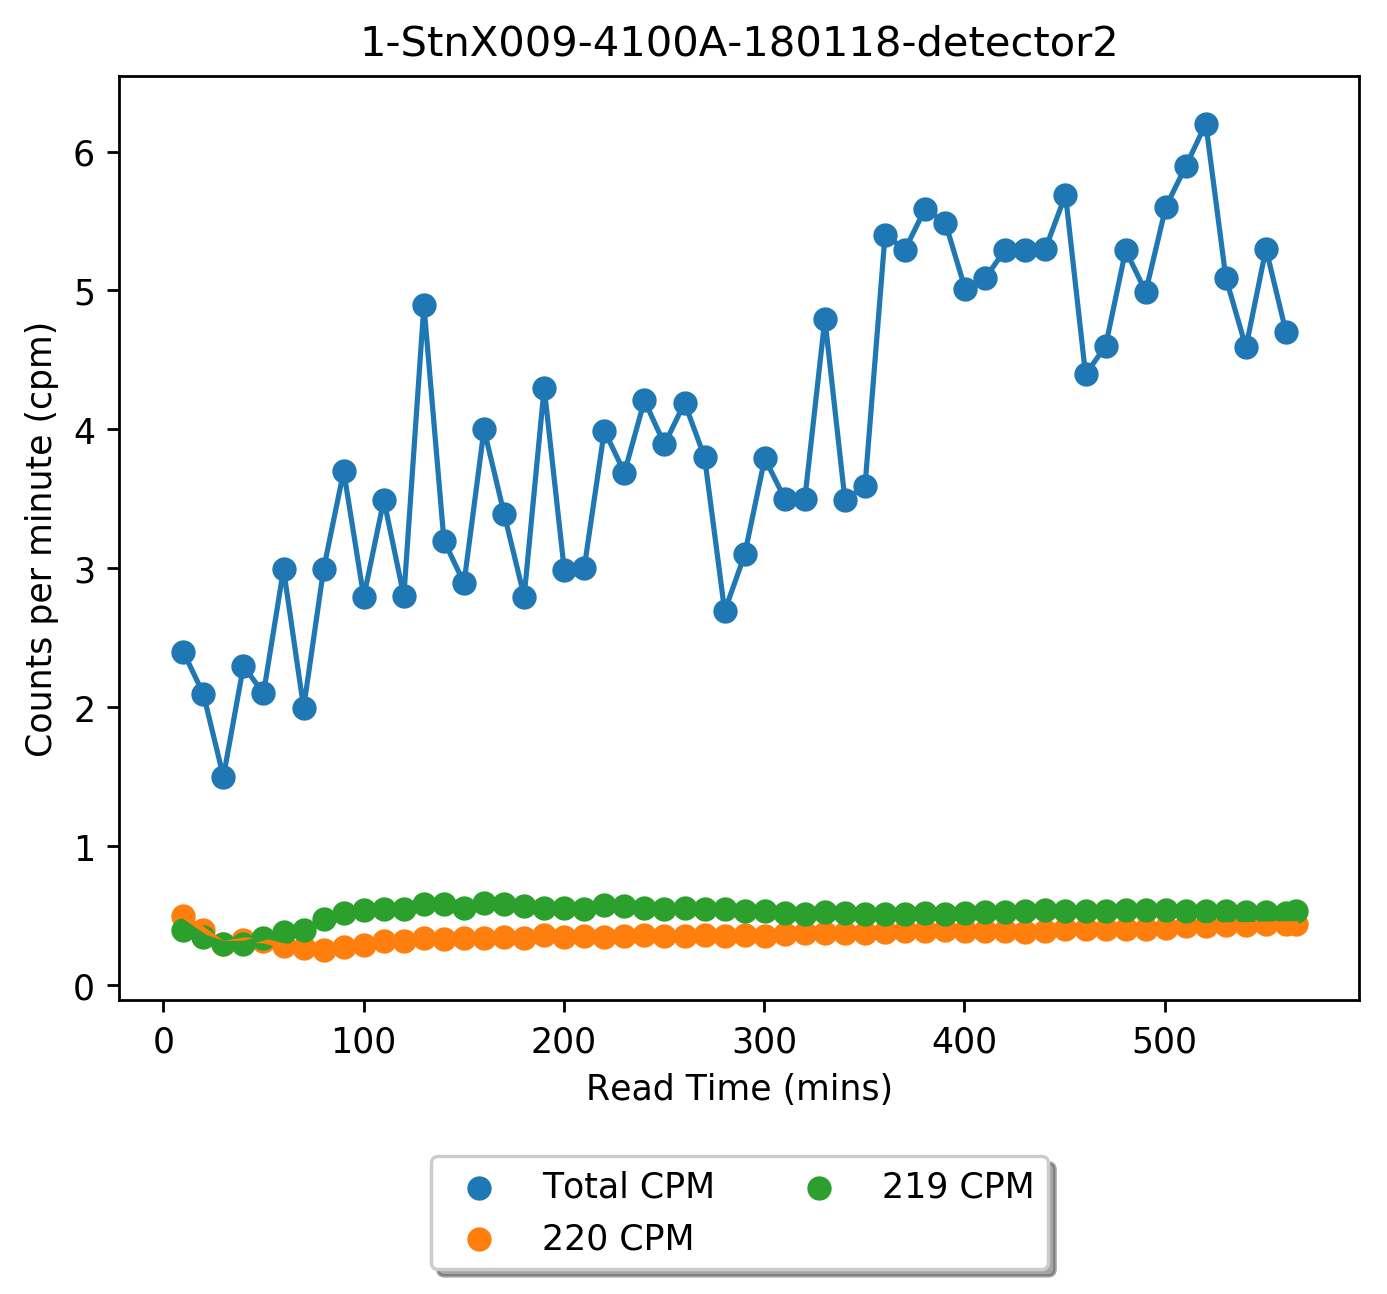 1-StnX009-4100A-180118-detector2
Counts per minute (cpm)
6
5
4
3
2
1
0
0 100 200 300 400 500
Read Time (mins)
Total CPM 219 CPM
220 CPM